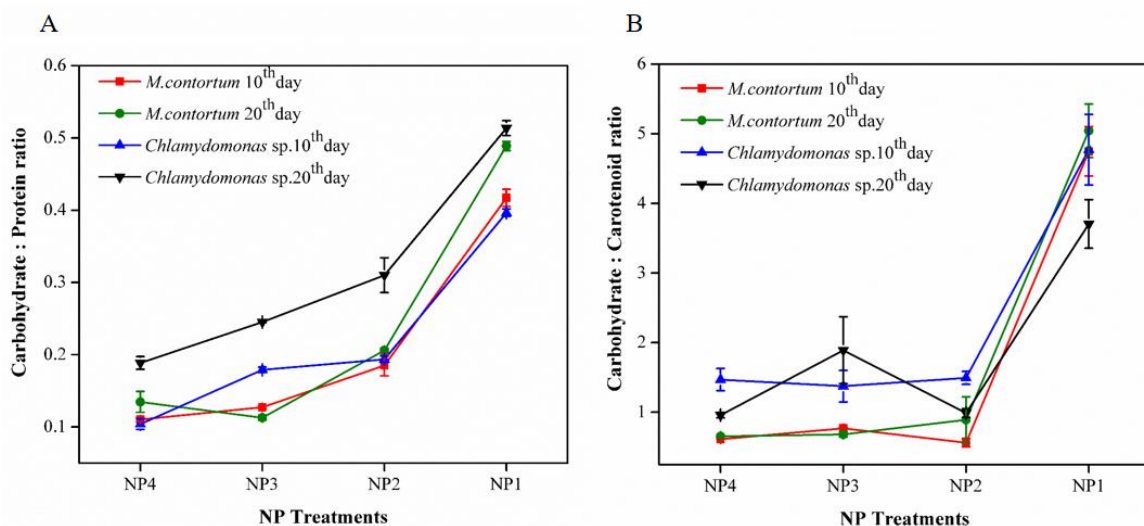 A
Carbohydrate : Protein ratio
0.6
0.5
0.4
0.3
0.2
0.1
M.contortum 10th day
M.contortum 20th day
Chlamydomonas sp.10th day
Chlamydomonas sp.20th day
NP4 NP3 NP2 NP1
NP Treatments
B
Carbohydrate : Carotenoid ratio
6
5
4
3
2
1
M.contortum 10th day
M.contortum 20th day
Chlamydomonas sp.10th day
Chlamydomonas sp.20th day
NP4 NP3 NP2 NP1
NP Treatments